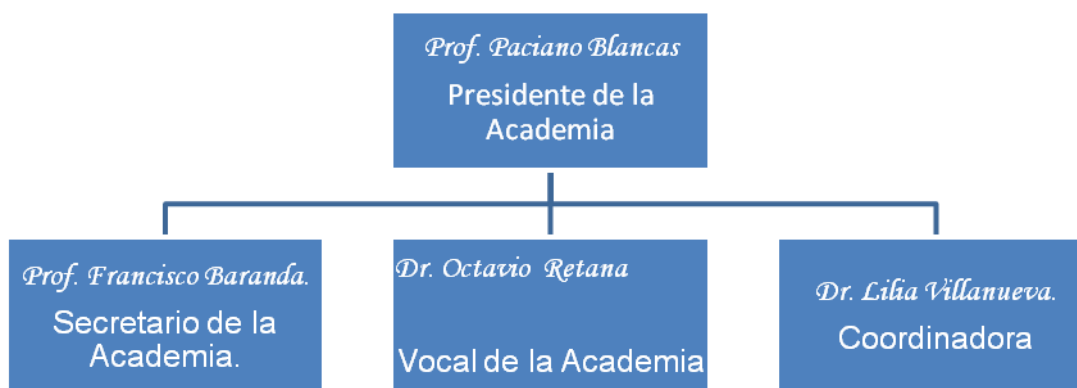 Prof. Paciano Blancas
Presidente de la
Academia
Prof. Francisco Baranda.
Secretario de la
Academia.
Dr. Octavio Retana
Vocal de la Academia
Dr. Lilia Villanueva.
Coordinadora